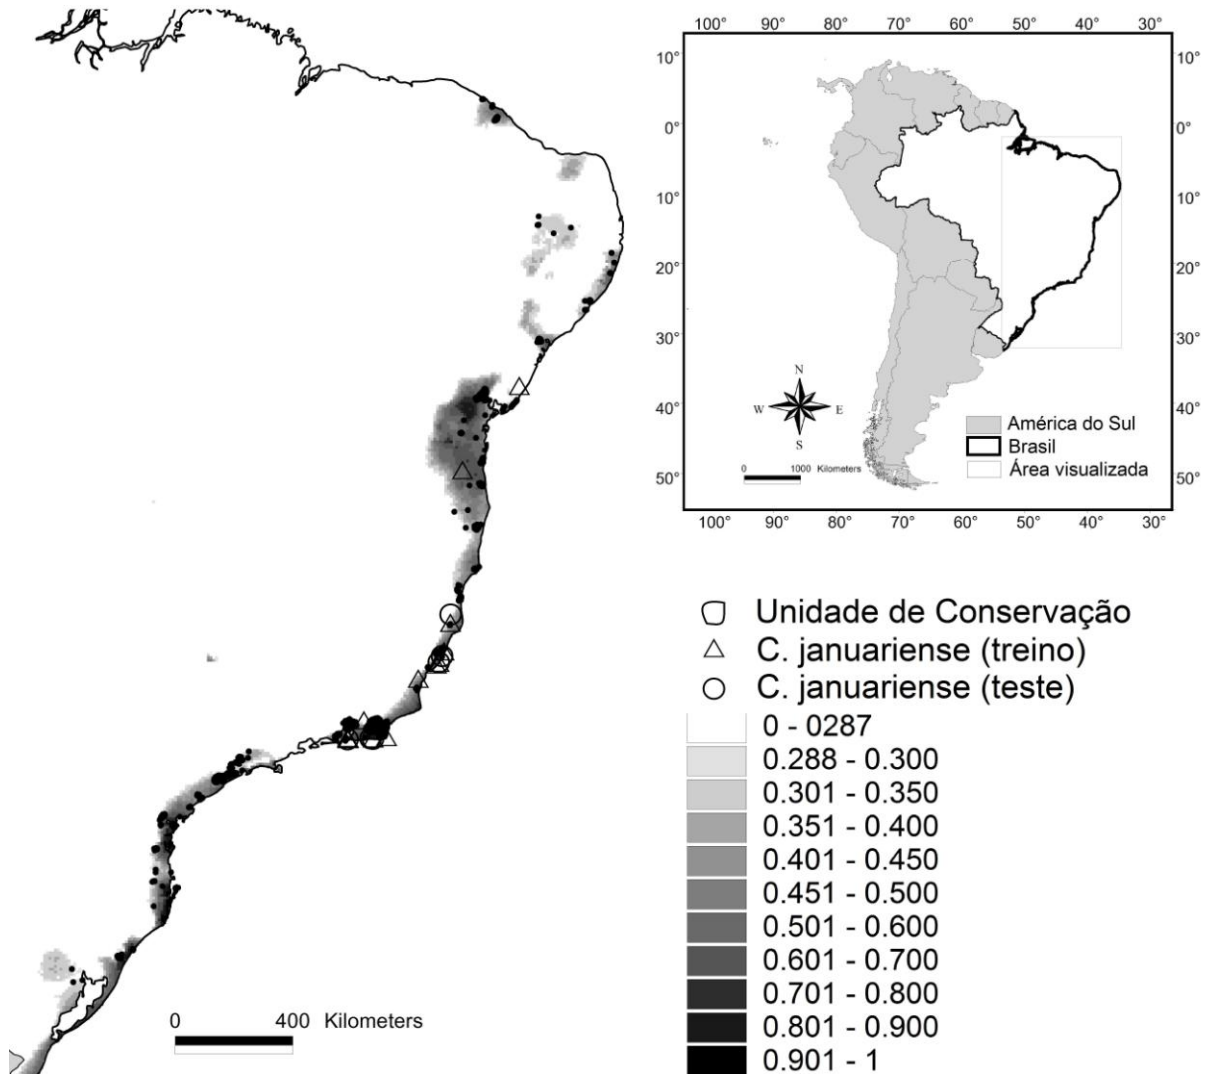 100° 90° 80° 70° 60° 50° 40° 30°
10° 10°
0° 0°
10° 10°
20° 20°
30° 30°
40° 40°
50° 50°
N
W E
S
0 1000 Kilometers
América do Sul
Brasil
Área visualizada
100° 90° 80° 70° 60° 50° 40° 30°
Unidade de Conservação
C. januariense (treino)
C. januariense (teste)
0 - 0287
0.288 - 0.300
0.301 - 0.350
0.351 - 0.400
0.401 - 0.450
0.451 - 0.500
0.501 - 0.600
0.601 - 0.700
0.701 - 0.800
0.801 - 0.900
0.901 - 1
0 400 Kilometers